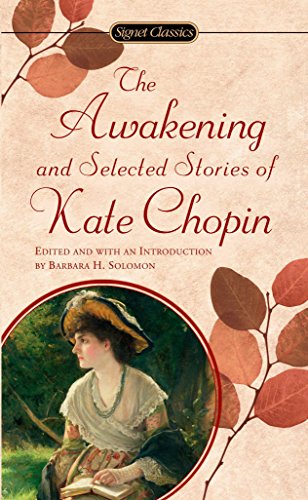 Signet Classics
The
Awakening
and Selected Stories of
Kate Chopin
Edited and with an Introduction
by Barbara H. Solomon